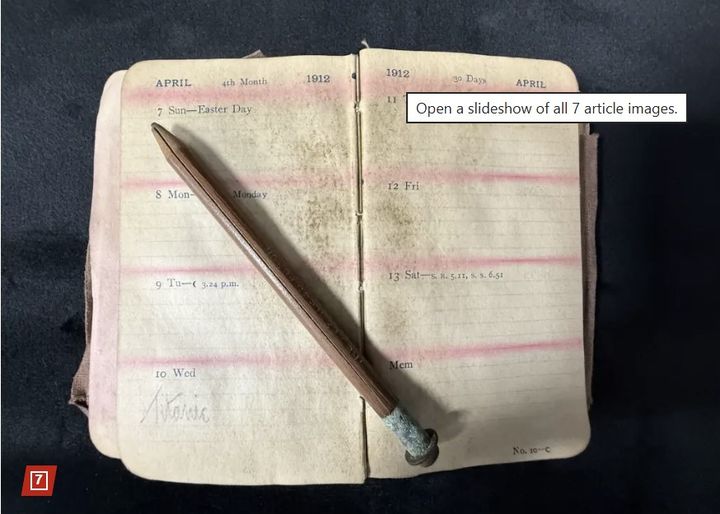 APRIL 4th Month 1912
7 Sun—Easter Day
8 Mon— Monday
9 Tu—☾ 3.24 p.m.
10 Wed
Titanic
1912 30 Days APRIL
11
Open a slideshow of all 7 article images.
12 Fri
13 Sat—s. r. 5.11, s. s. 6.51
Mem
No. 10—C
7